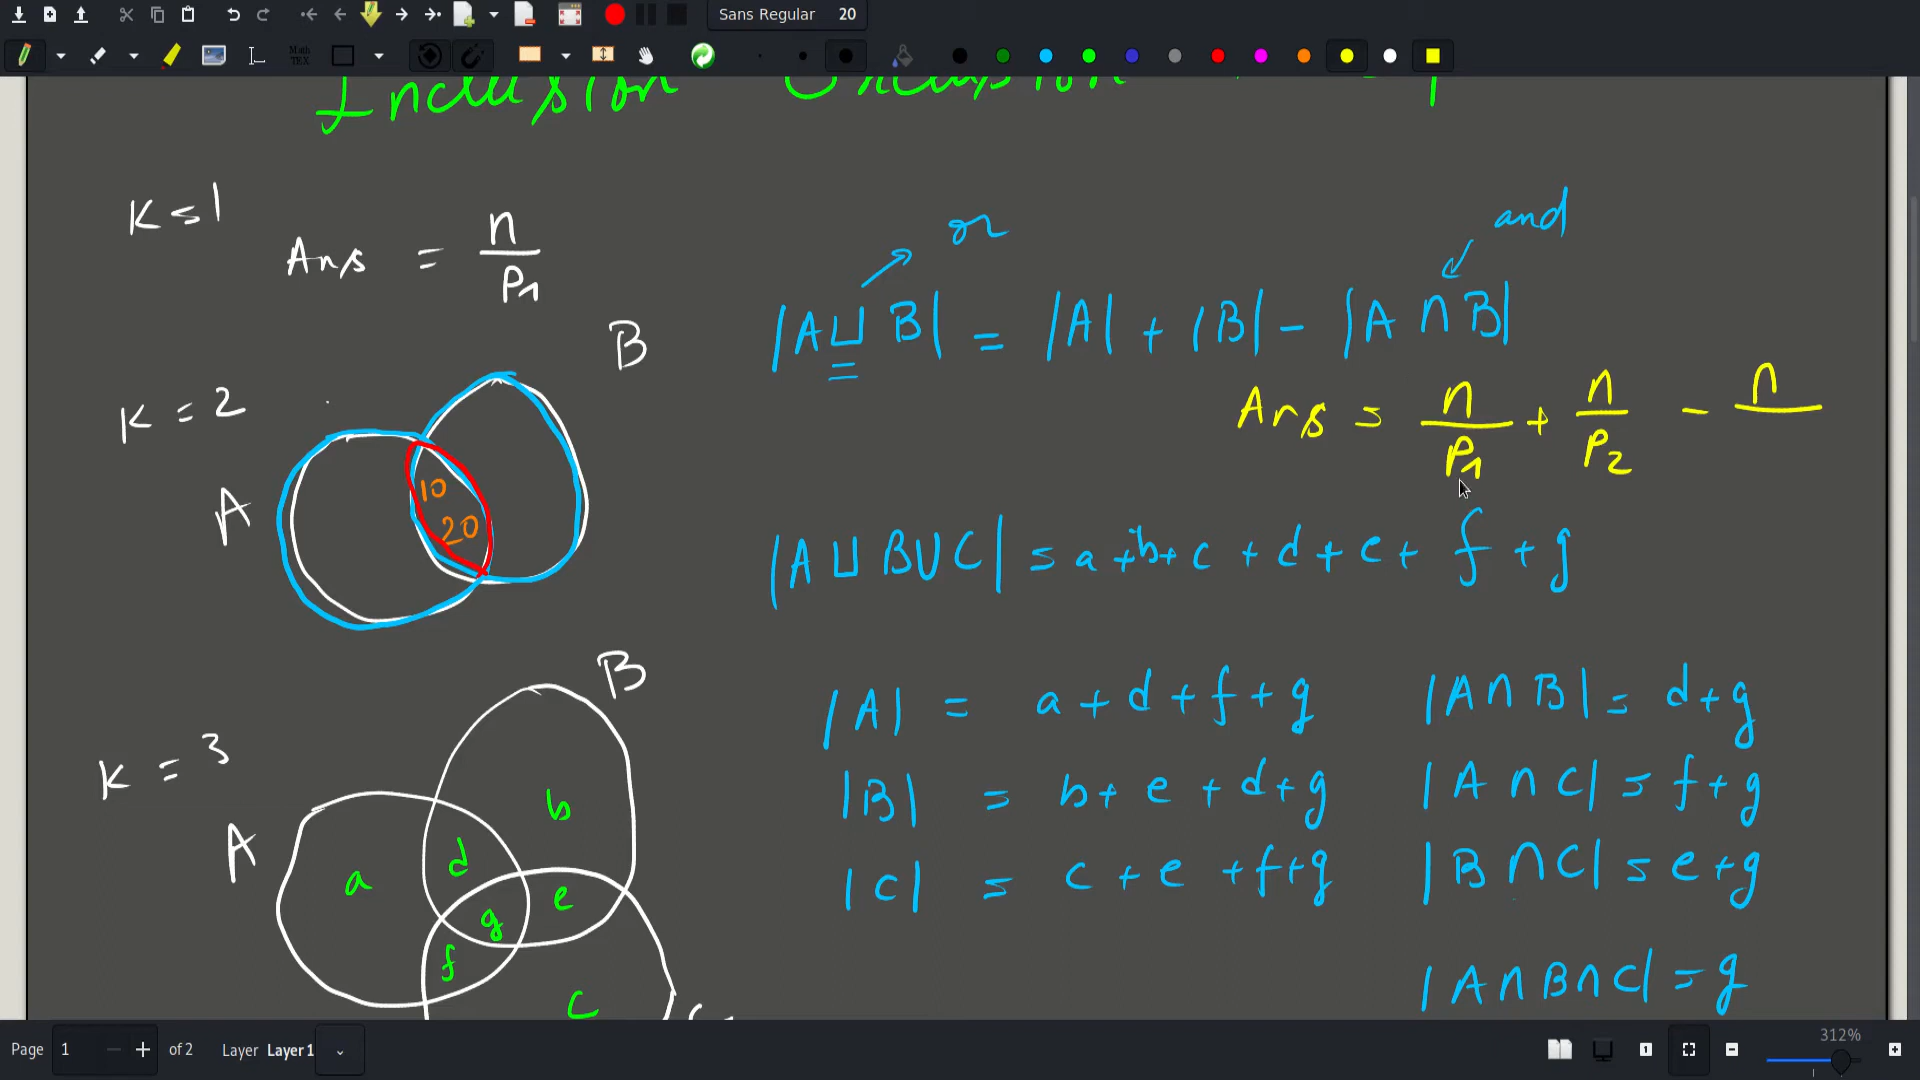 Sans Regular 20
Inclusion
K = 1
Ans = n/P1
or
and
|A ∪ B| = |A| + |B| - |A ∩ B|
B
K = 2
Ans = n/P1 + n/P2 - n
A
10
20
|A ∪ B ∪ C| = a + b + c + d + e + f + g
B
|A| = a + d + f + g
|A ∩ B| = d + g
K = 3
|B| = b + e + d + g
|A ∩ C| = f + g
A
b
a
d
e
g
f
c
|C| = c + e + f + g
|B ∩ C| = e + g
|A ∩ B ∩ C| = g
Page 1 of 2 Layer Layer 1
312%